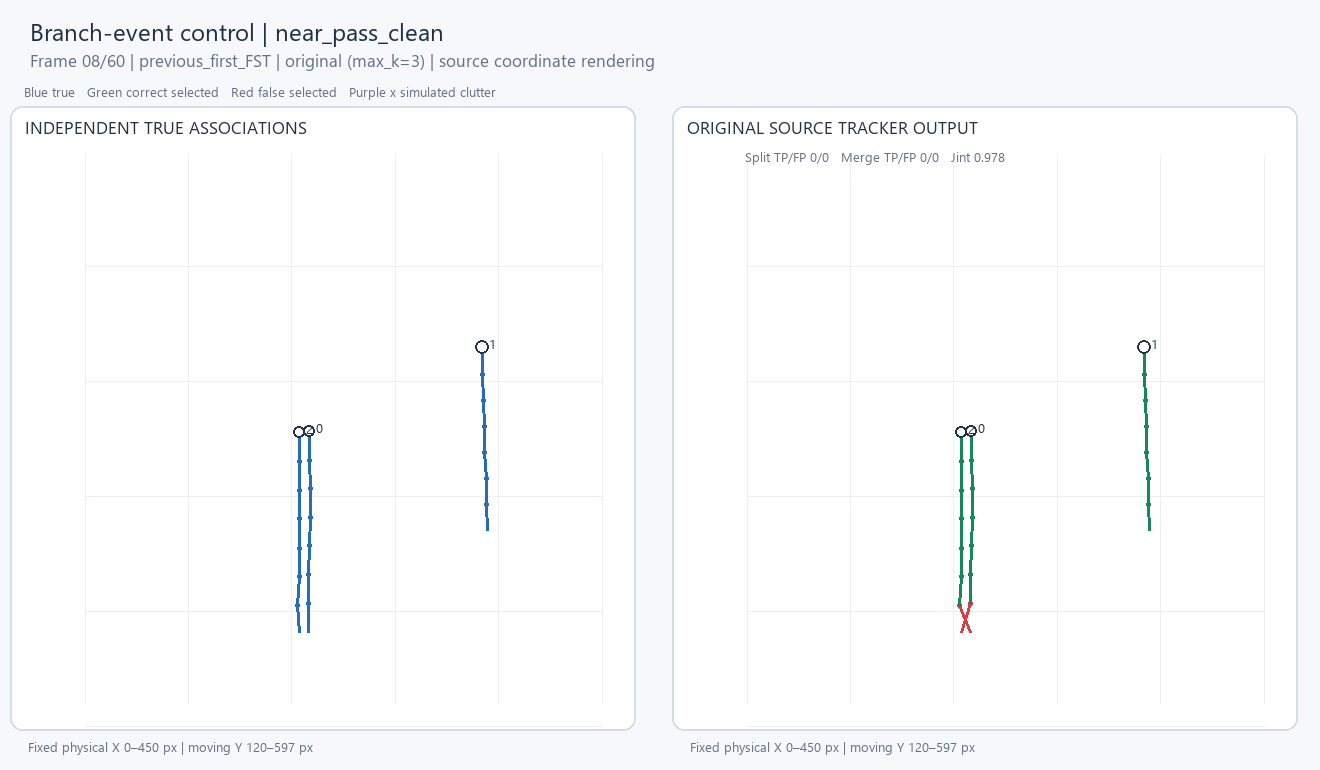 Branch-event control | near_pass_clean
Frame 08/60 | previous_first_FST | original (max_k=3) | source coordinate rendering
Blue true   Green correct selected   Red false selected   Purple x simulated clutter
INDEPENDENT TRUE ASSOCIATIONS
1
2 0
Fixed physical X 0–450 px | moving Y 120–597 px
ORIGINAL SOURCE TRACKER OUTPUT
Split TP/FP 0/0   Merge TP/FP 0/0   Jint 0.978
1
2 0
Fixed physical X 0–450 px | moving Y 120–597 px